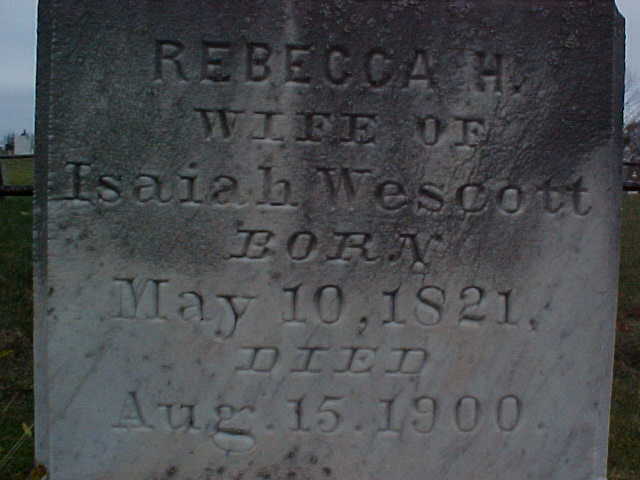 REBECCA H.
WIFE OF
Isaiah Wescott
BORN
May 10, 1821.
DIED
Aug. 15. 1900.